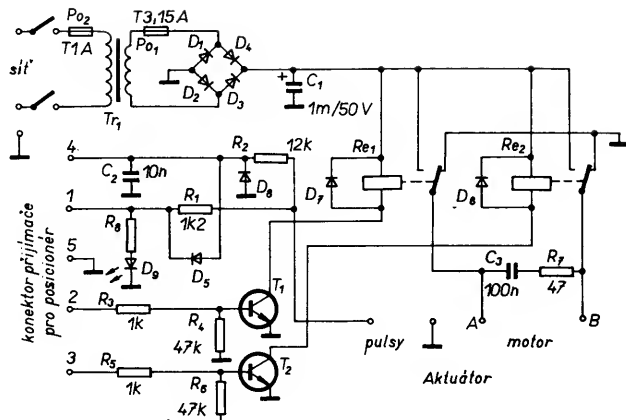 Po2
T1A
T3,15A
Po1
D1
D4
D2
D3
síť
Tr1
+
C1
1m/50V
4
C2
10n
R2
12k
D8
Re1
Re2
D7
D6
1
R1
1k2
R8
D5
5
D9
C3
100n
R7
47
T1
2
R3
1k
R4
47k
A
B
pulsy
motor
T2
3
R5
1k
R6
47k
Aktuátor
konektor přijímače
pro posicionér